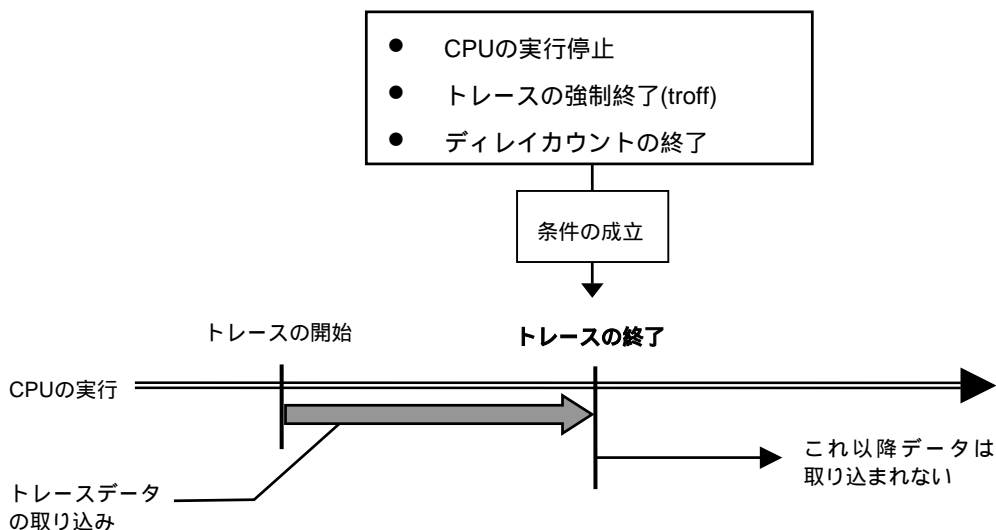 ● CPUの実行停止
● トレースの強制終了(troff)
● ディレイカウントの終了
条件の成立
トレースの開始
トレースの終了
CPUの実行
これ以降データは
取り込まれない
トレースデータ
の取り込み